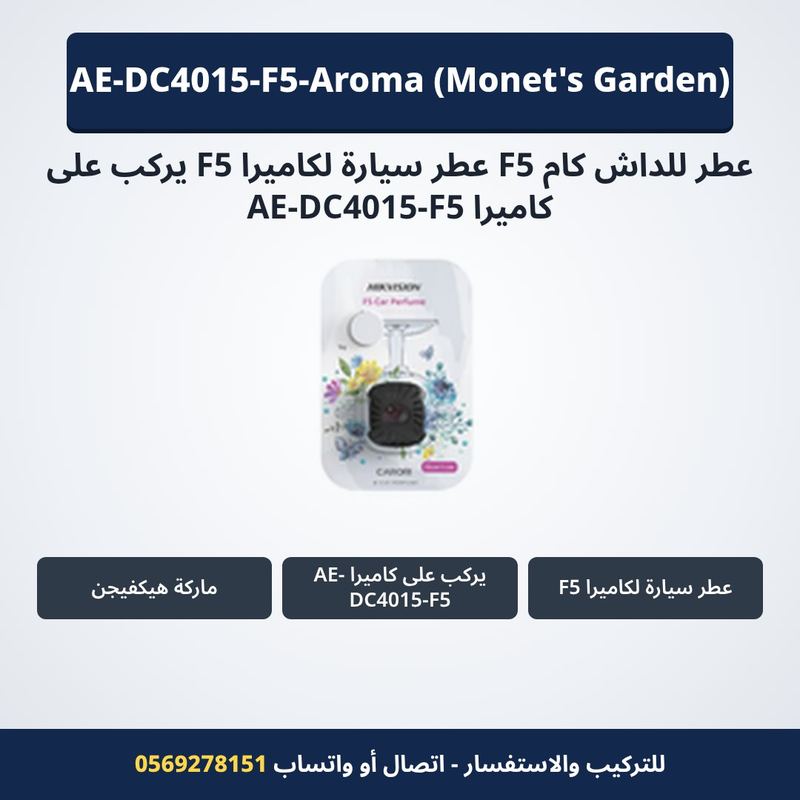 AE-DC4015-F5-Aroma (Monet's Garden)
عطر للداش كام F5 عطر سيارة لكاميرا F5 يركب على
كاميرا AE-DC4015-F5
HIKVISION
F5 Car Perfume
عطر سيارة لكاميرا F5
يركب على كاميرا AE-
DC4015-F5
ماركة هيكفيجن
للتركيب والاستفسار - اتصال أو واتساب 0569278151